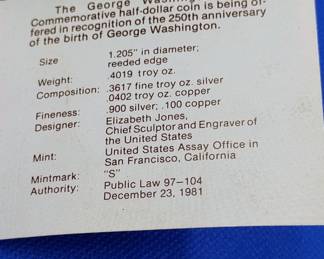 The George
Commemorative half-dollar coin is being of-
fered in recognition of the 250th anniversary
of the birth of George Washington.
Size 1.205" in diameter;
reeded edge
Weight: .4019 troy oz.
Composition: .3617 fine troy oz. silver
.0402 troy oz. copper
Fineness: .900 silver; .100 copper
Designer: Elizabeth Jones,
Chief Sculptor and Engraver of
the United States
Mint: United States Assay Office in
San Francisco, California
Mintmark: "S"
Authority: Public Law 97-104
December 23, 1981